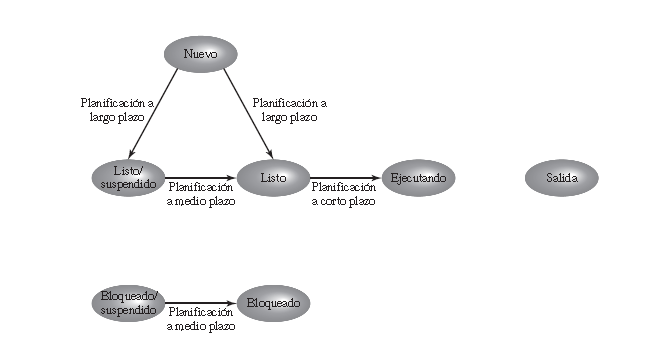 Nuevo
Planificación a
largo plazo
Planificación a
largo plazo
Listo/
suspendido
Planificación
a medio plazo
Listo
Planificación
a corto plazo
Ejecutando
Salida
Bloqueado/
suspendido
Planificación
a medio plazo
Bloqueado